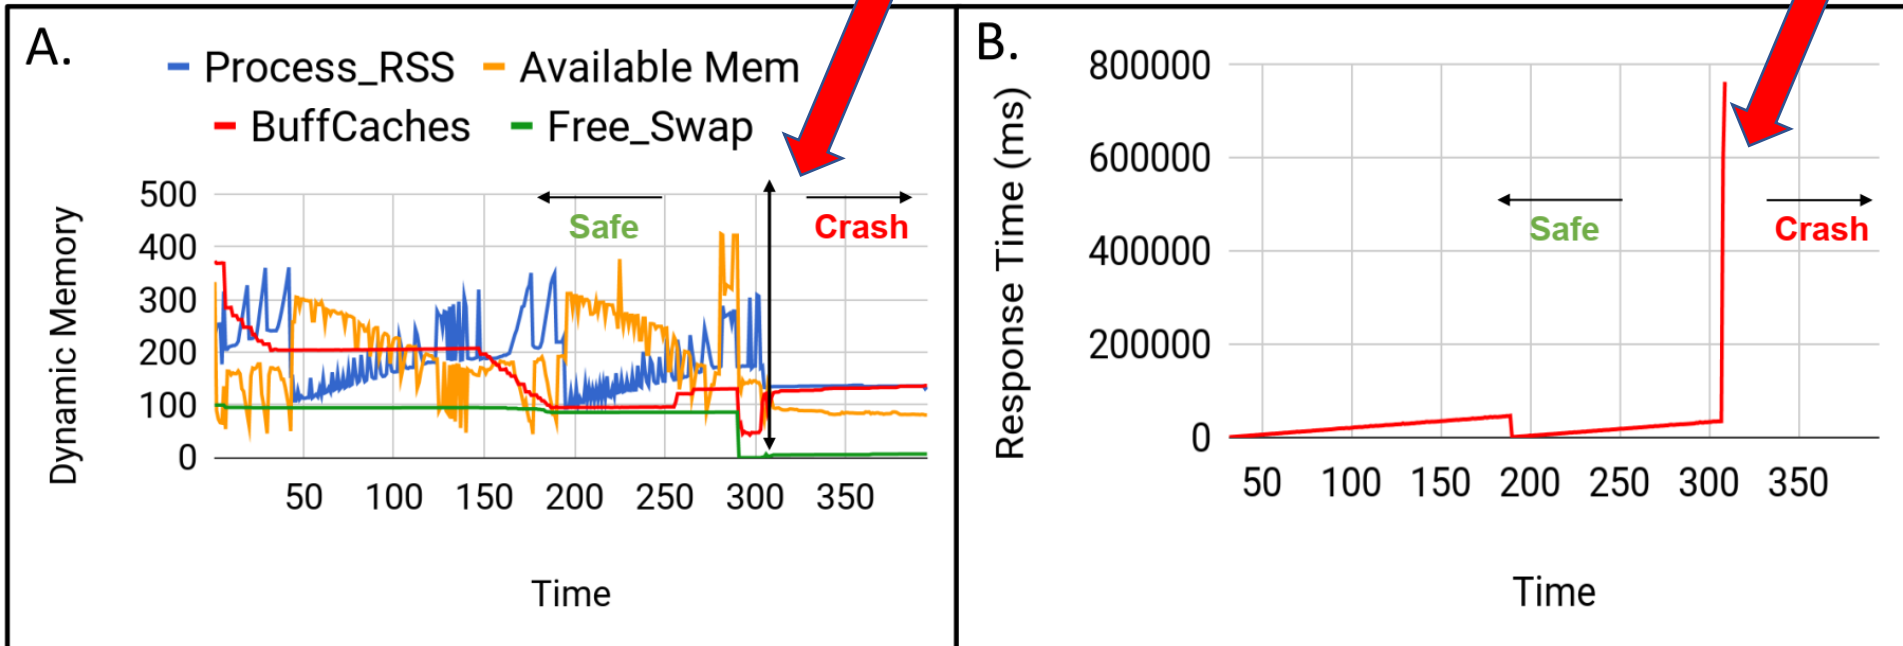 A.
Process_RSS Available Mem
BuffCaches Free_Swap
Dynamic Memory
500
400
300
200
100
0
Safe
Crash
50 100 150 200 250 300 350
Time
B.
Response Time (ms)
800000
600000
400000
200000
0
Safe
Crash
50 100 150 200 250 300 350
Time